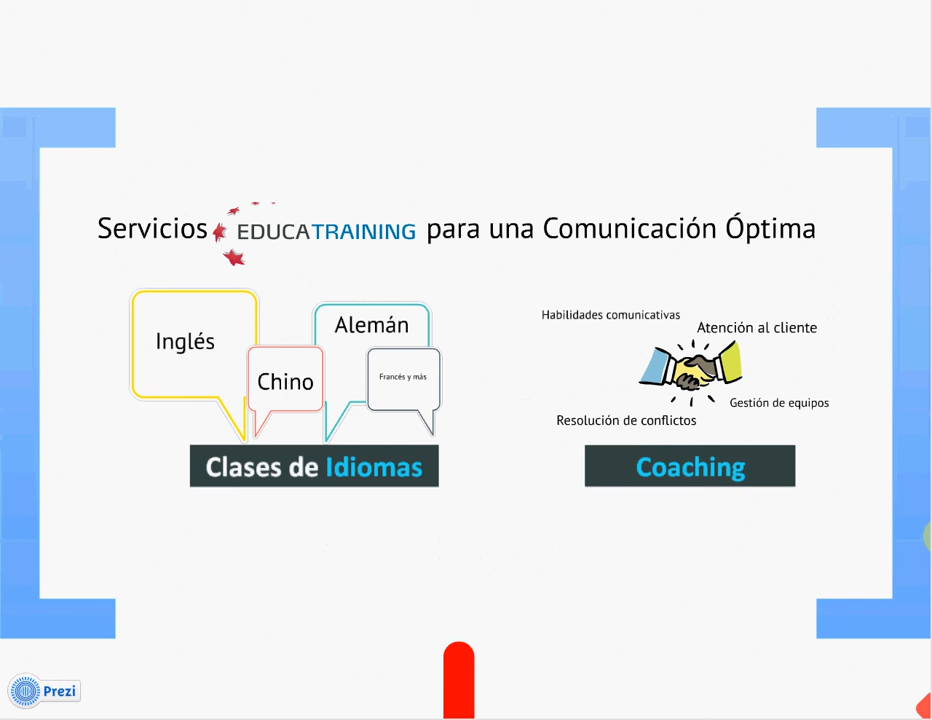 Servicios EDUCATRAINING para una Comunicación Óptima
Inglés
Alemán
Chino
Francés y más
Clases de Idiomas
Habilidades comunicativas
Atención al cliente
Gestión de equipos
Resolución de conflictos
Coaching
Prezi